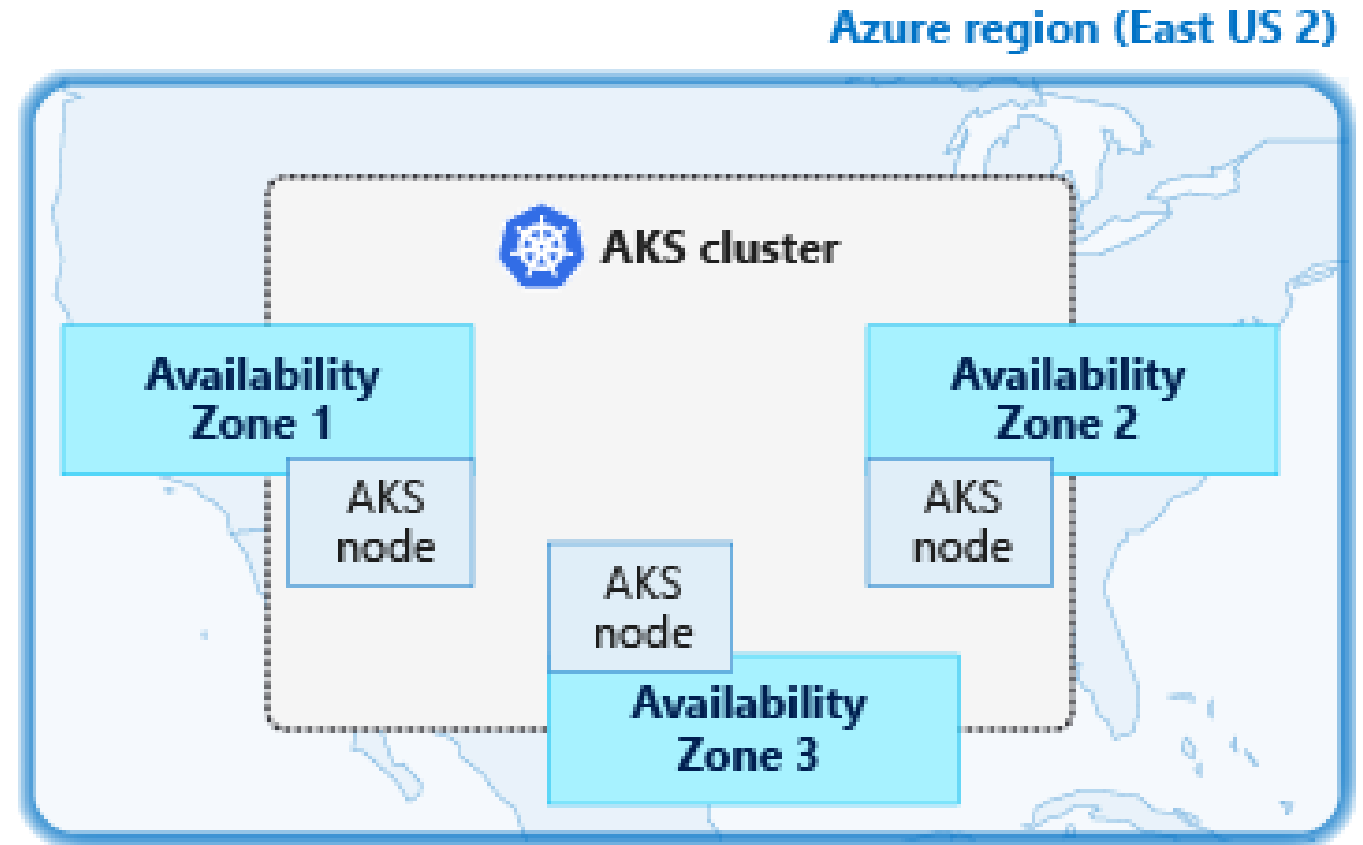 Azure region (East US 2)
AKS cluster
Availability
Zone 1
AKS
node
Availability
Zone 2
AKS
node
AKS
node
Availability
Zone 3